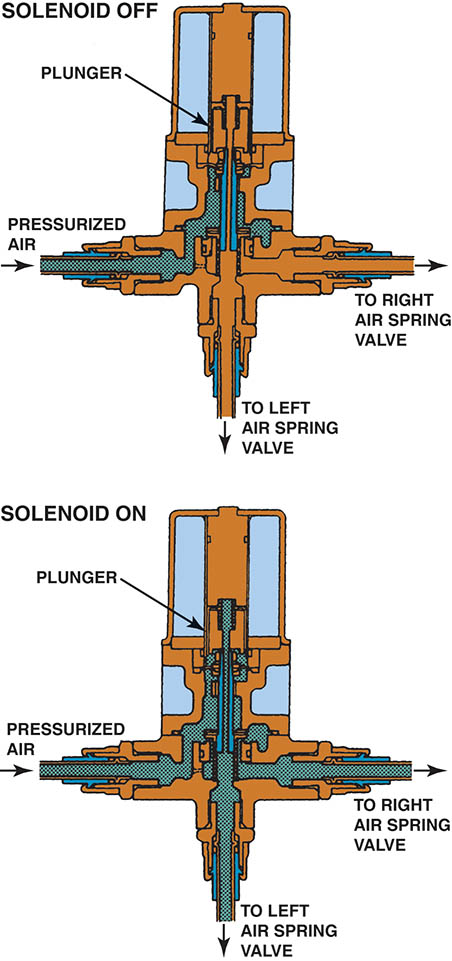 SOLENOID OFF
PLUNGER
PRESSURIZED
AIR
TO RIGHT
AIR SPRING
VALVE
TO LEFT
AIR SPRING
VALVE
SOLENOID ON
PLUNGER
PRESSURIZED
AIR
TO RIGHT
AIR SPRING
VALVE
TO LEFT
AIR SPRING
VALVE